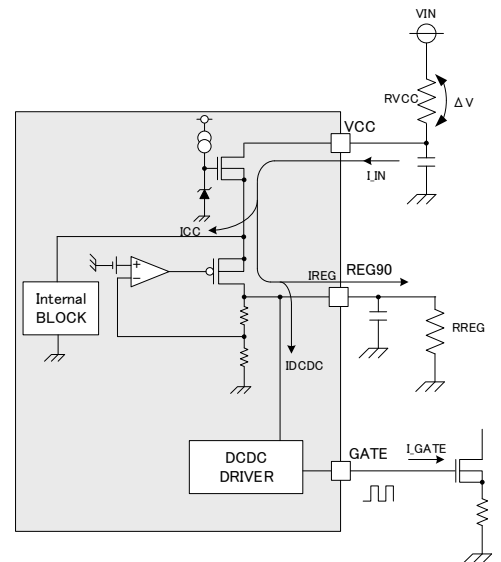 VIN
RVCC
ΔV
VCC
I_IN
ICC
IREG
REG90
+
-
Internal
BLOCK
RREG
IDCDC
DCDC
DRIVER
GATE
I_GATE